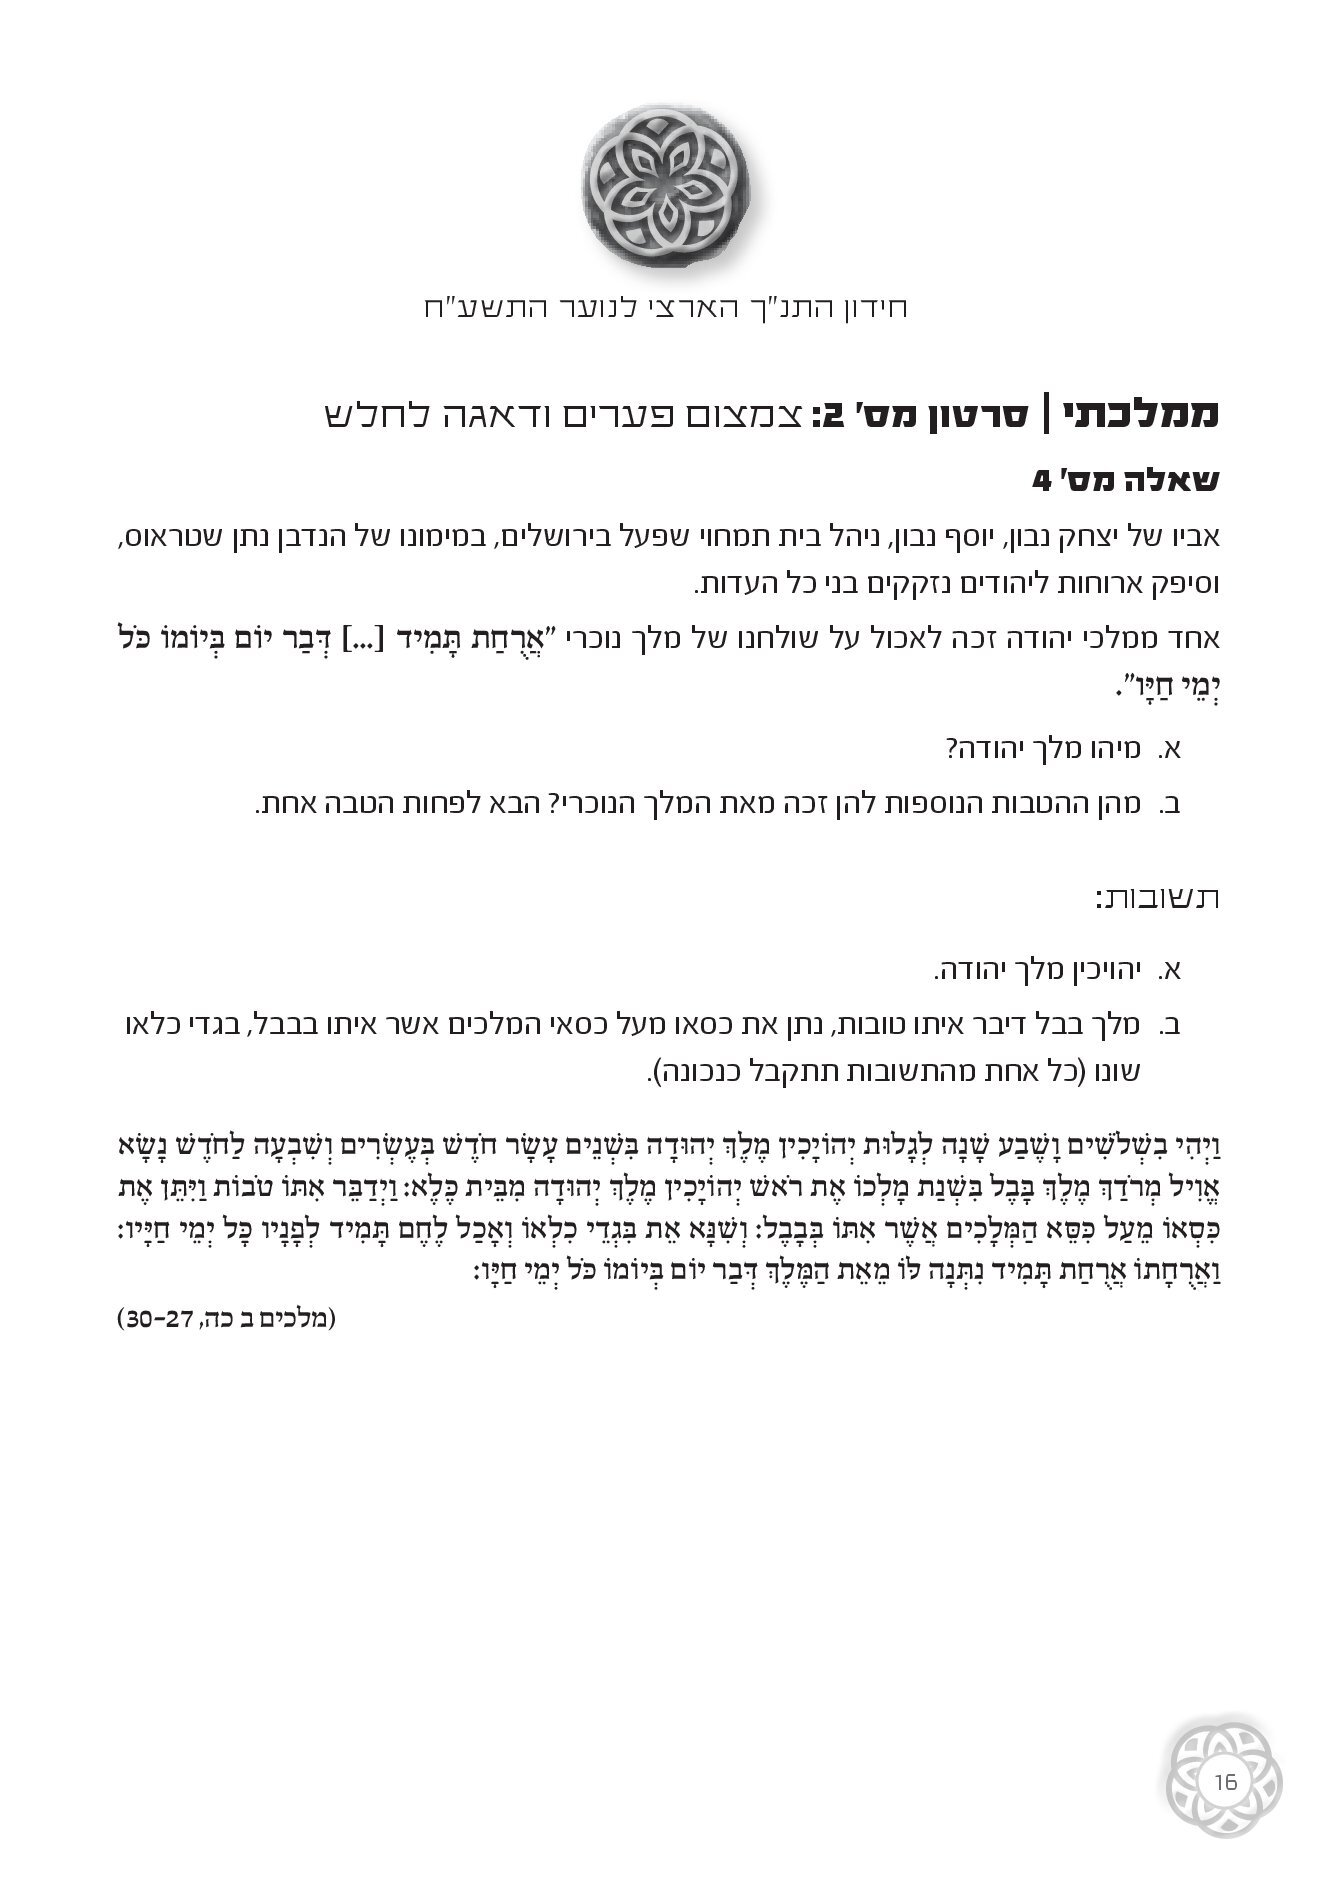 חידון התנ"ך הארצי לנוער התשע"ח
ממלכתי | סרטון מס' 2: צמצום פערים ודאגה לחלש
שאלה מס' 4
אביו של יצחק נבון, יוסף נבון, ניהל בית תמחוי שפעל בירושלים, במימונו של הנדבן נתן שטראוס,
וסיפק ארוחות ליהודים נזקקים בני כל העדות.
אחד ממלכי יהודה זכה לאכול על שולחנו של מלך נוכרי "אֲרֻחַת תָּמִיד [...] דְּבַר יוֹם בְּיוֹמוֹ כֹּל
יְמֵי חַיָּו".
א. מיהו מלך יהודה?
ב. מהן ההטבות הנוספות להן זכה מאת המלך הנוכרי? הבא לפחות הטבה אחת.
תשובות:
א. יהויכין מלך יהודה.
ב. מלך בבל דיבר איתו טובות, נתן את כסאו מעל כסאי המלכים אשר איתו בבבל, בגדי כלאו
שונו (כל אחת מהתשובות תתקבל כנכונה).
וַיְהִי בִשְׁלֹשִׁים וָשֶׁבַע שָׁנָה לְגָלוּת יְהוֹיָכִין מֶלֶךְ יְהוּדָה בִּשְׁנֵים עָשָׂר חֹדֶשׁ בְּעֶשְׂרִים וְשִׁבְעָה לַחֹדֶשׁ נָשָׂא
אֱוִיל מְרֹדַךְ מֶלֶךְ בָּבֶל בִּשְׁנַת מָלְכוֹ אֶת רֹאשׁ יְהוֹיָכִין מֶלֶךְ יְהוּדָה מִבֵּית כֶּלֶא: וַיְדַבֵּר אִתּוֹ טֹבוֹת וַיִּתֵּן אֶת
כִּסְאוֹ מֵעַל כִּסֵּא הַמְּלָכִים אֲשֶׁר אִתּוֹ בְּבָבֶל: וְשִׁנָּא אֵת בִּגְדֵי כִלְאוֹ וְאָכַל לֶחֶם תָּמִיד לְפָנָיו כָּל יְמֵי חַיָּיו:
וַאֲרֻחָתוֹ אֲרֻחַת תָּמִיד נִתְּנָה לּוֹ מֵאֵת הַמֶּלֶךְ דְּבַר יוֹם בְּיוֹמוֹ כֹּל יְמֵי חַיָּו:
(מלכים ב כה, 27-30)
16